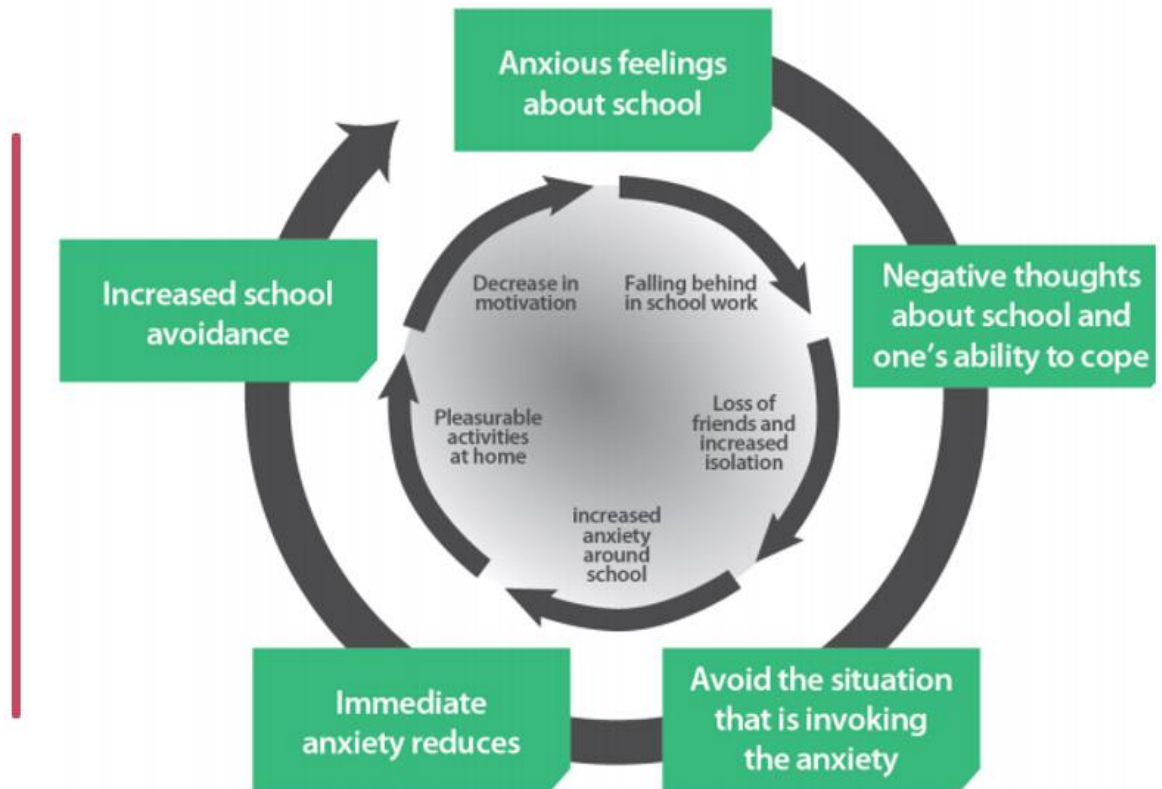 Anxious feelings
about school
Negative thoughts
about school and
one's ability to cope
Avoid the situation
that is invoking
the anxiety
Immediate
anxiety reduces
Increased school
avoidance
Falling behind
in school work
Loss of
friends and
increased
isolation
increased
anxiety
around
school
Pleasurable
activities
at home
Decrease in
motivation